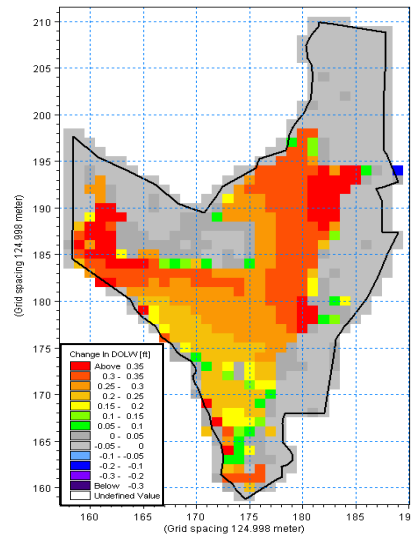 210
205
200
195
190
185
180
175
170
165
160
(Grid spacing 124.998 meter)
Change In DOLW [ft]
Above 0.35
0.3 - 0.35
0.25 - 0.3
0.2 - 0.25
0.15 - 0.2
0.1 - 0.15
0.05 - 0.1
0 - 0.05
-0.05 - 0
-0.1 - -0.05
-0.2 - -0.1
-0.3 - -0.2
Below -0.3
Undefined Value
160 165 170 175 180 185 19
(Grid spacing 124.998 meter)